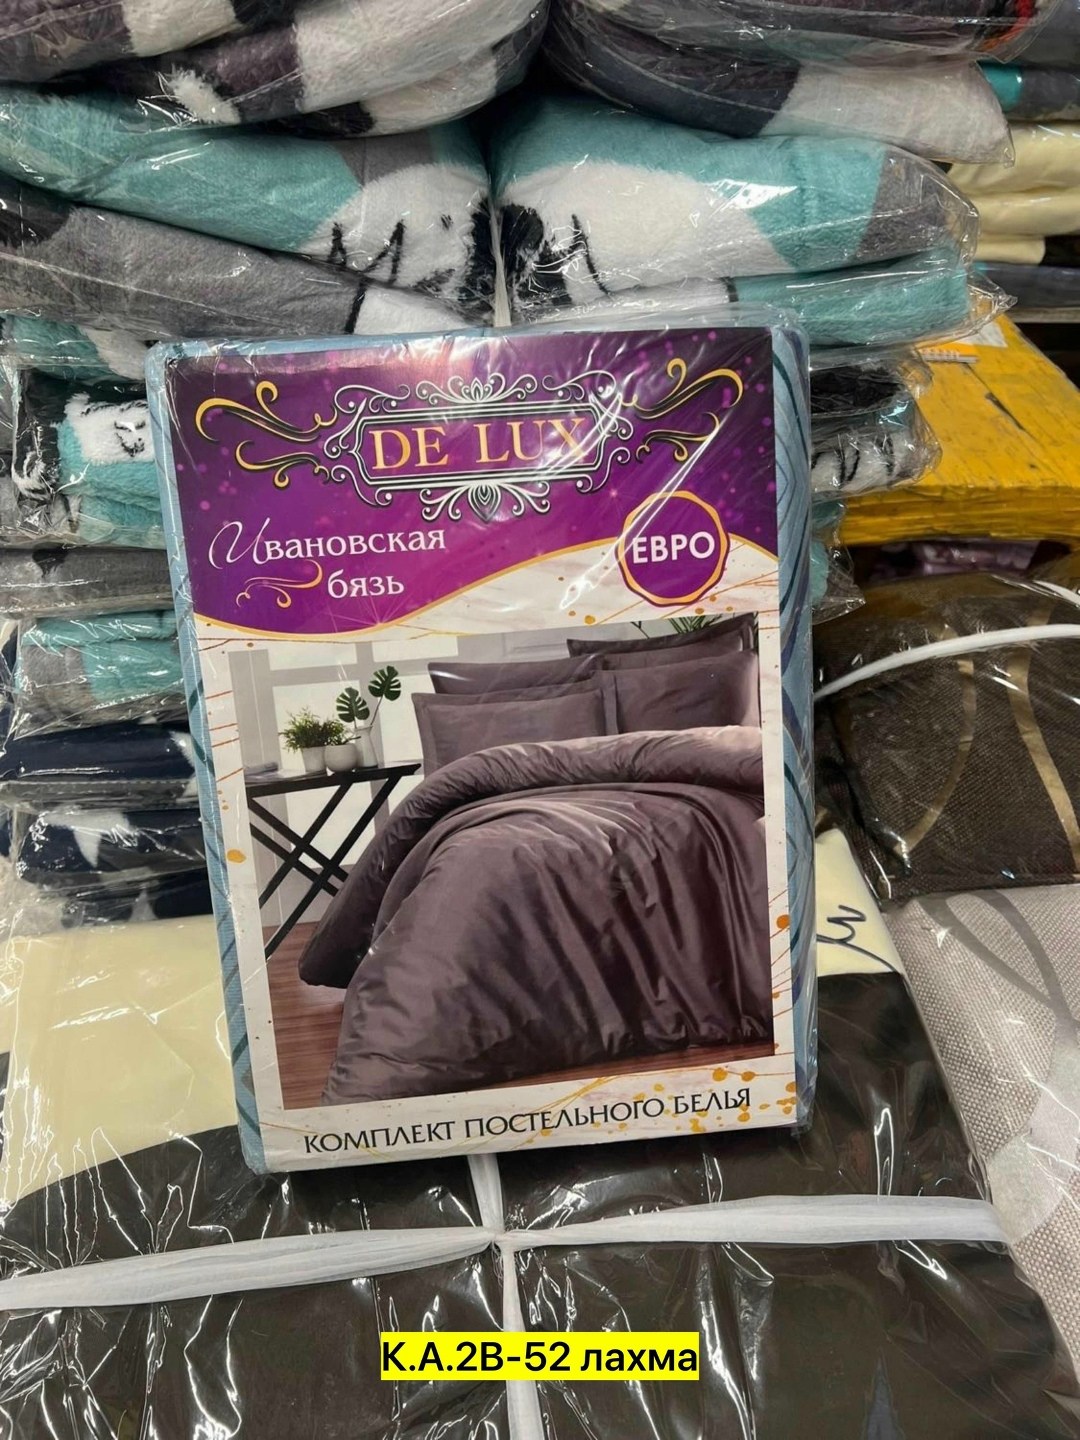 DE LUX
Ивановская
бязь
ЕВРО
КОМПЛЕКТ ПОСТЕЛЬНОГО БЕЛЬЯ
К.А.2В-52 лахма